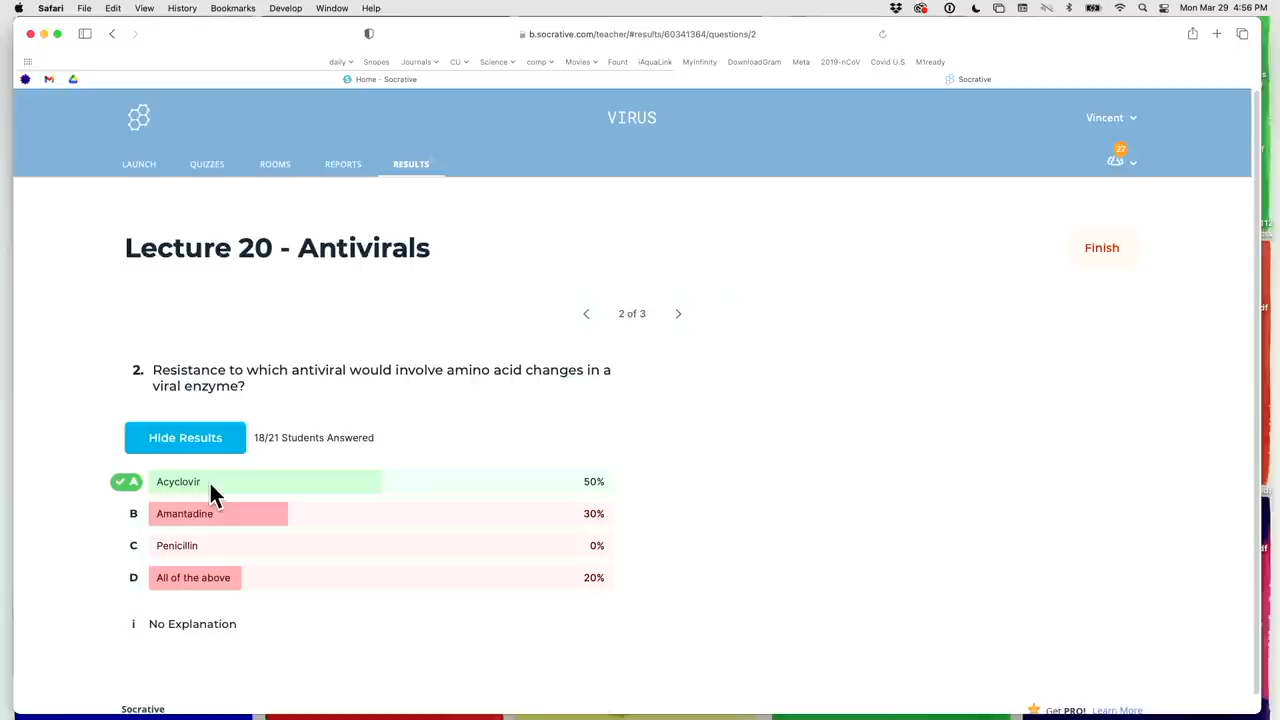 Safari File Edit View History Bookmarks Develop Window Help Mon Mar 29 4:56 PM
b.socrative.com/teacher/#results/60341364/questions/2
daily Snopes Journals CU Science comp Movies Fount iAquaLink MyInfinity DownloadGram Meta 2019-nCoV Covid U.S M1ready
Home - Socrative Socrative
VIRUS
Vincent
27
LAUNCH QUIZZES ROOMS REPORTS RESULTS
Lecture 20 - Antivirals
Finish
2 of 3
2. Resistance to which antiviral would involve amino acid changes in a
viral enzyme?
Hide Results 18/21 Students Answered
A Acyclovir 50%
B Amantadine 30%
C Penicillin 0%
D All of the above 20%
i No Explanation
Socrative
Get PRO! Learn More